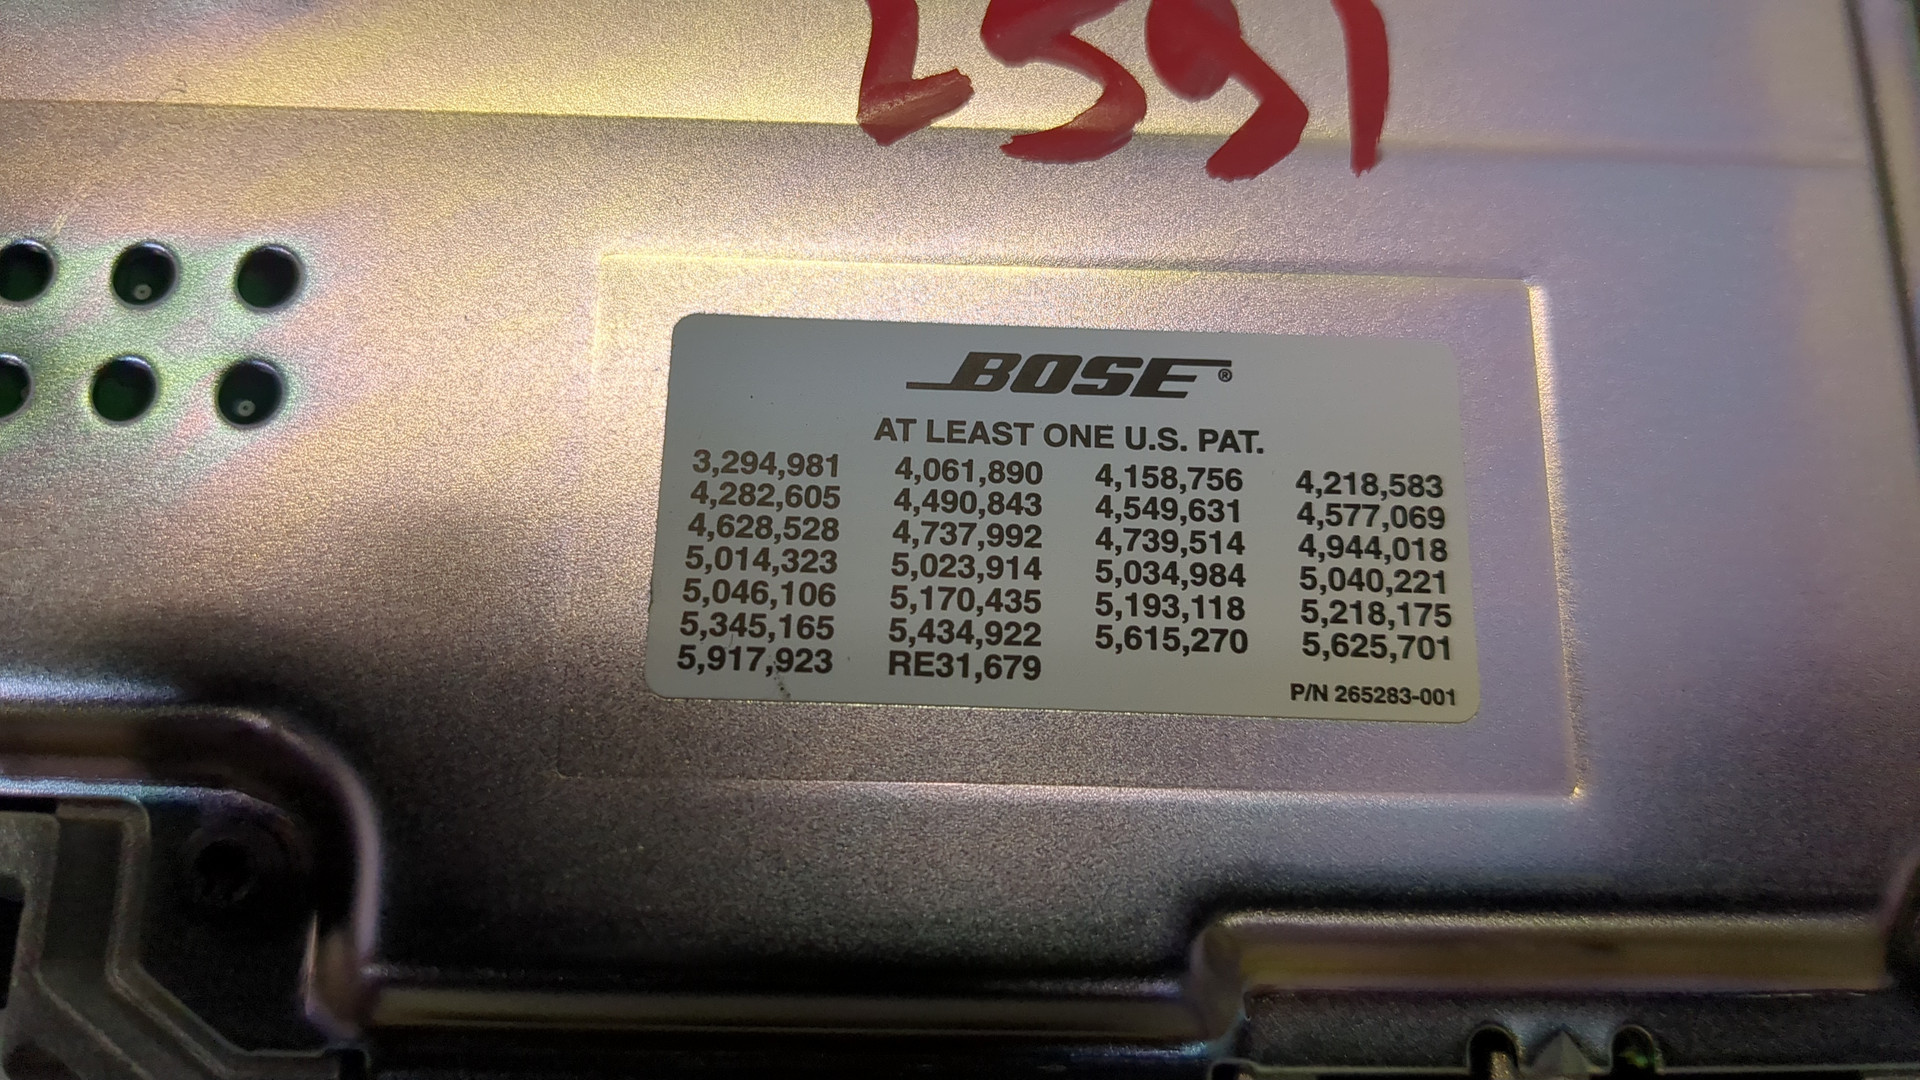 2591
BOSE®
AT LEAST ONE U.S. PAT.
3,294,981 4,061,890 4,158,756 4,218,583
4,282,605 4,490,843 4,549,631 4,577,069
4,628,528 4,737,992 4,739,514 4,944,018
5,014,323 5,023,914 5,034,984 5,040,221
5,046,106 5,170,435 5,193,118 5,218,175
5,345,165 5,434,922 5,615,270 5,625,701
5,917,923 RE31,679
P/N 265283-001